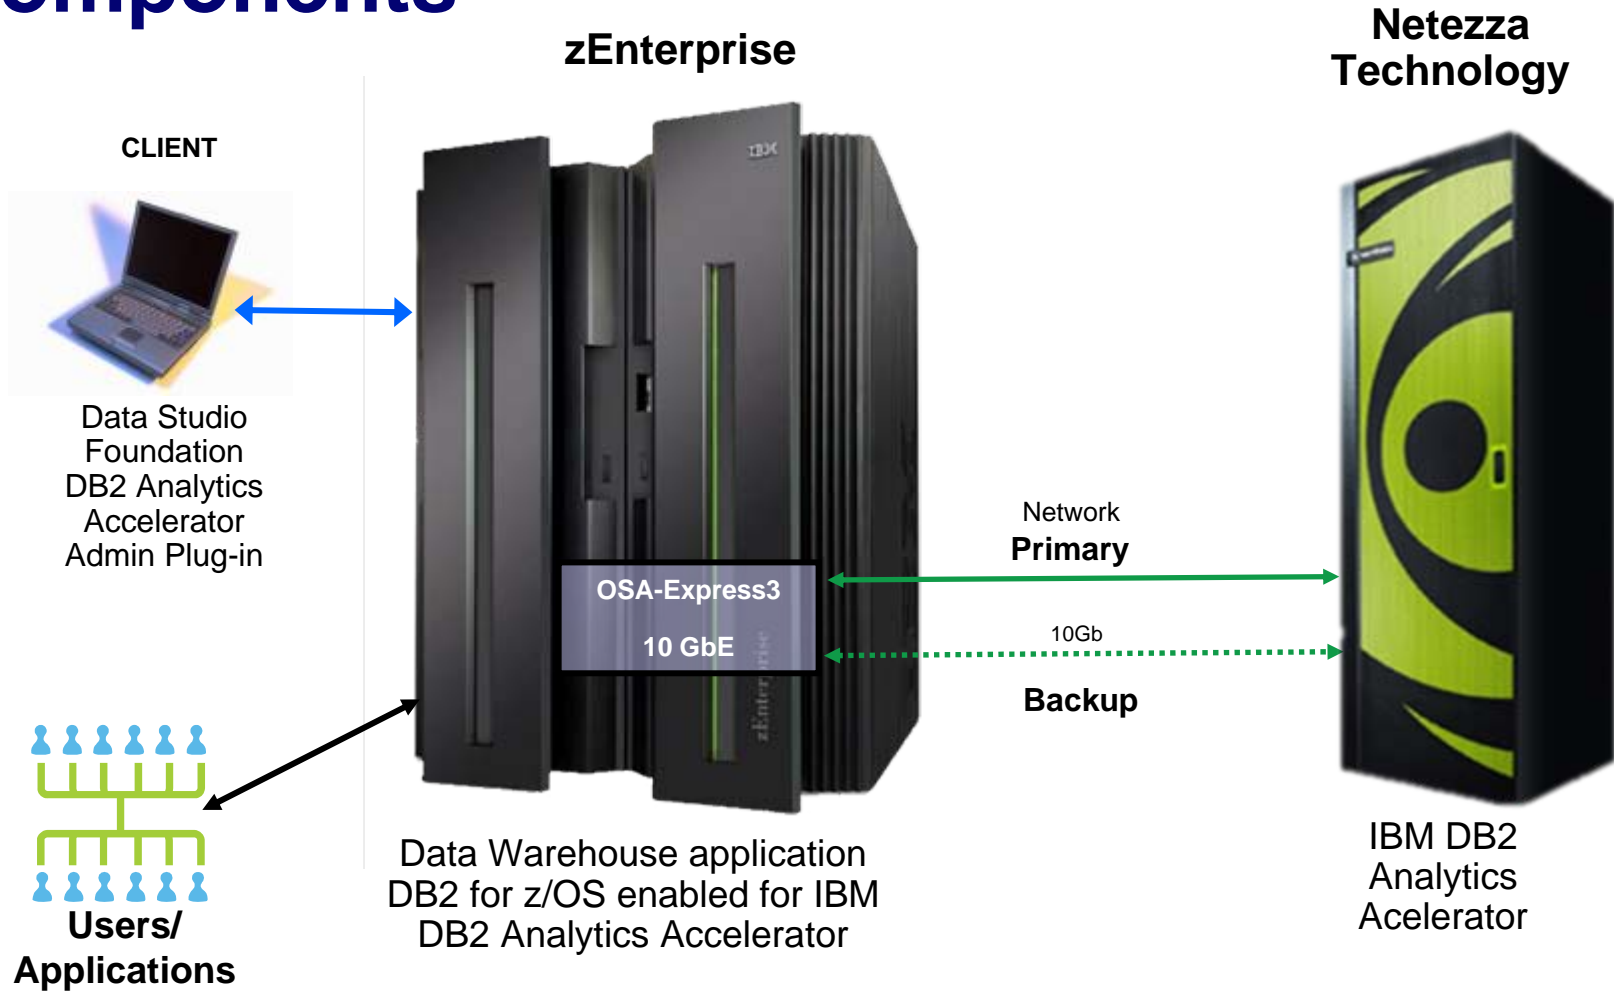 omponents
zEnterprise
Netezza
Technology
CLIENT
IBM
Data Studio
Foundation
DB2 Analytics
Accelerator
Admin Plug-in
Network
Primary
OSA-Express3
10 GbE
10Gb
Backup
zEnterprise
Users/
Applications
Data Warehouse application
DB2 for z/OS enabled for IBM
DB2 Analytics Accelerator
IBM DB2
Analytics
Acelerator